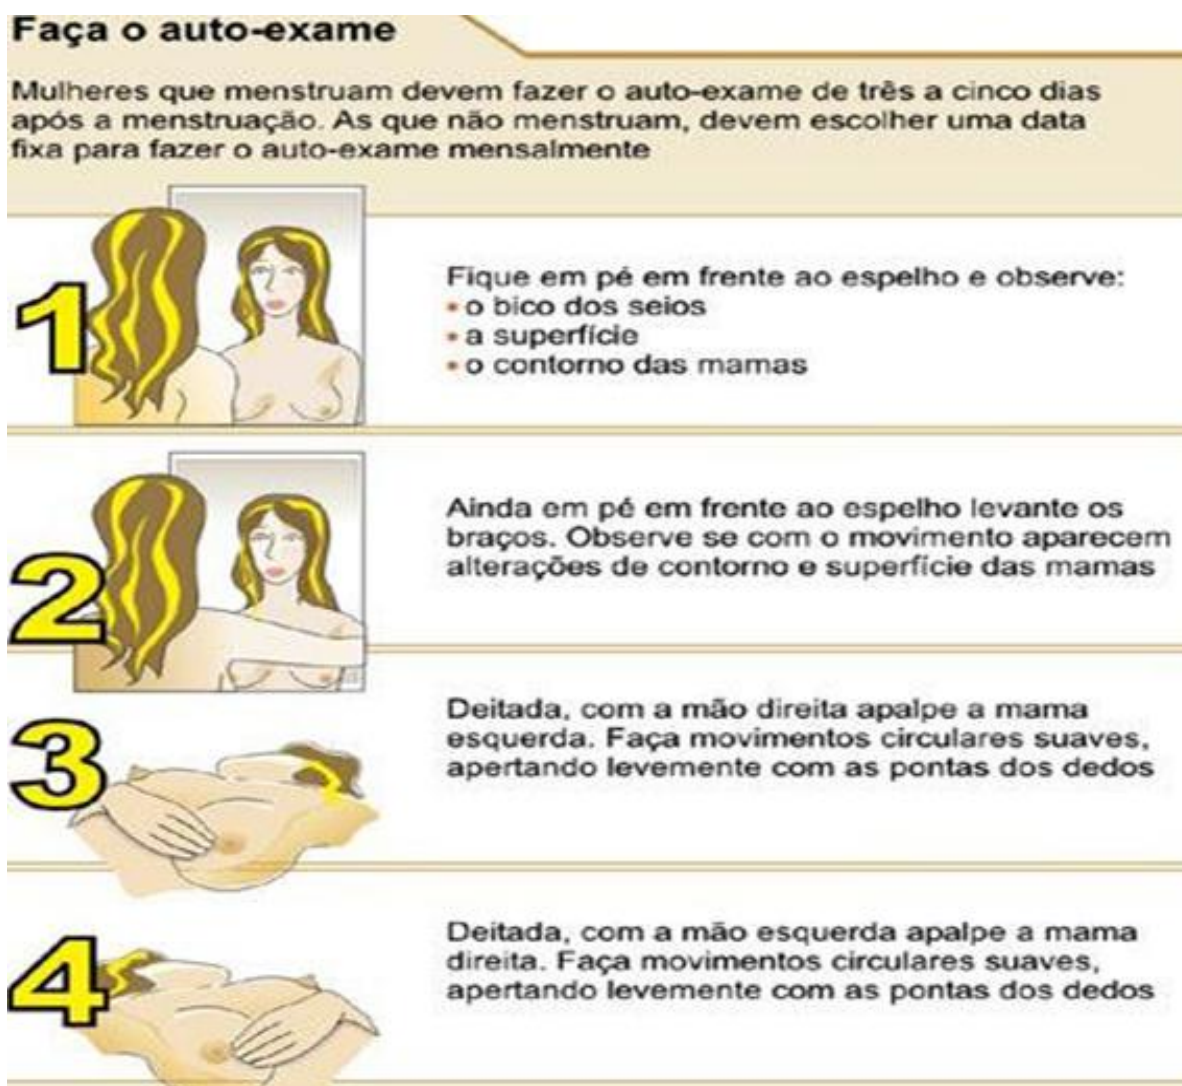 Faça o auto-exame
Mulheres que menstruam devem fazer o auto-exame de três a cinco dias
após a menstruação. As que não menstruam, devem escolher uma data
fixa para fazer o auto-exame mensalmente
1
Fique em pé em frente ao espelho e observe:
• o bico dos seios
• a superfície
• o contorno das mamas
2
Ainda em pé em frente ao espelho levante os
braços. Observe se com o movimento aparecem
alterações de contorno e superfície das mamas
3
Deitada, com a mão direita apalpe a mama
esquerda. Faça movimentos circulares suaves,
apertando levemente com as pontas dos dedos
4
Deitada, com a mão esquerda apalpe a mama
direita. Faça movimentos circulares suaves,
apertando levemente com as pontas dos dedos